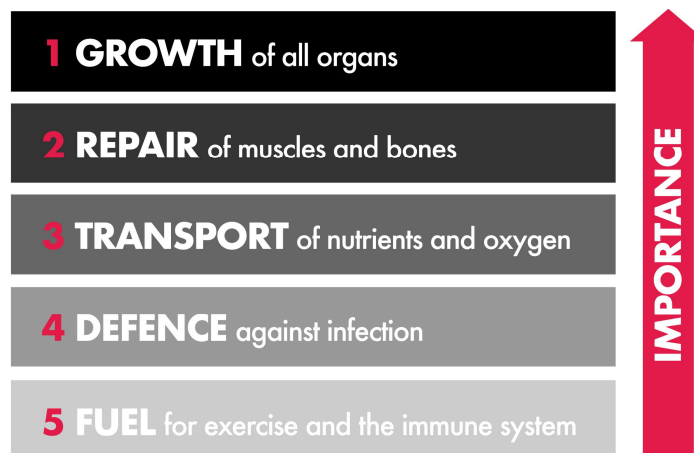 1 GROWTH of all organs
2 REPAIR of muscles and bones
3 TRANSPORT of nutrients and oxygen
4 DEFENCE against infection
5 FUEL for exercise and the immune system
IMPORTANCE